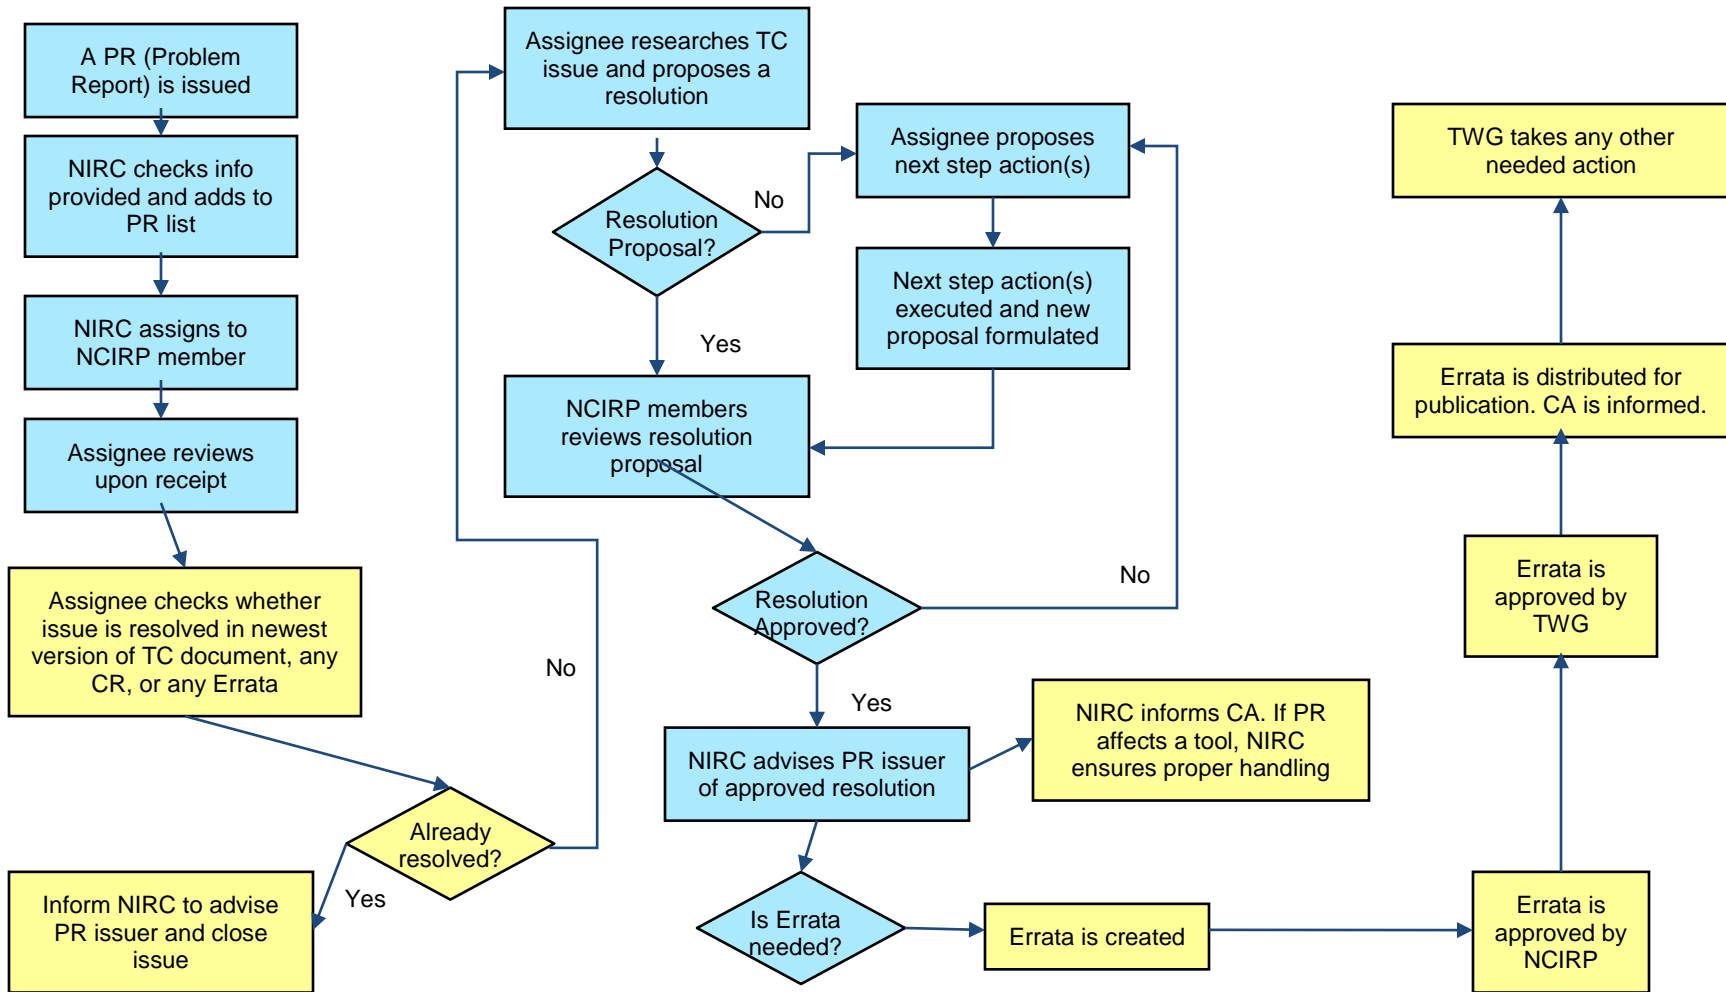 A PR (Problem
Report) is issued
NIRC checks info
provided and adds to
PR list
NIRC assigns to
NCIRP member
Assignee reviews
upon receipt
Assignee checks whether
issue is resolved in newest
version of TC document, any
CR, or any Errata
Already
resolved?
No
Yes
Inform NIRC to advise
PR issuer and close
issue
Assignee researches TC
issue and proposes a
resolution
Resolution
Proposal?
No
Yes
Assignee proposes
next step action(s)
Next step action(s)
executed and new
proposal formulated
NCIRP members
reviews resolution
proposal
Resolution
Approved?
No
Yes
NIRC advises PR issuer
of approved resolution
NIRC informs CA. If PR
affects a tool, NIRC
ensures proper handling
Is Errata
needed?
Errata is created
Errata is
approved by
NCIRP
Errata is
approved by
TWG
Errata is distributed for
publication. CA is informed.
TWG takes any other
needed action